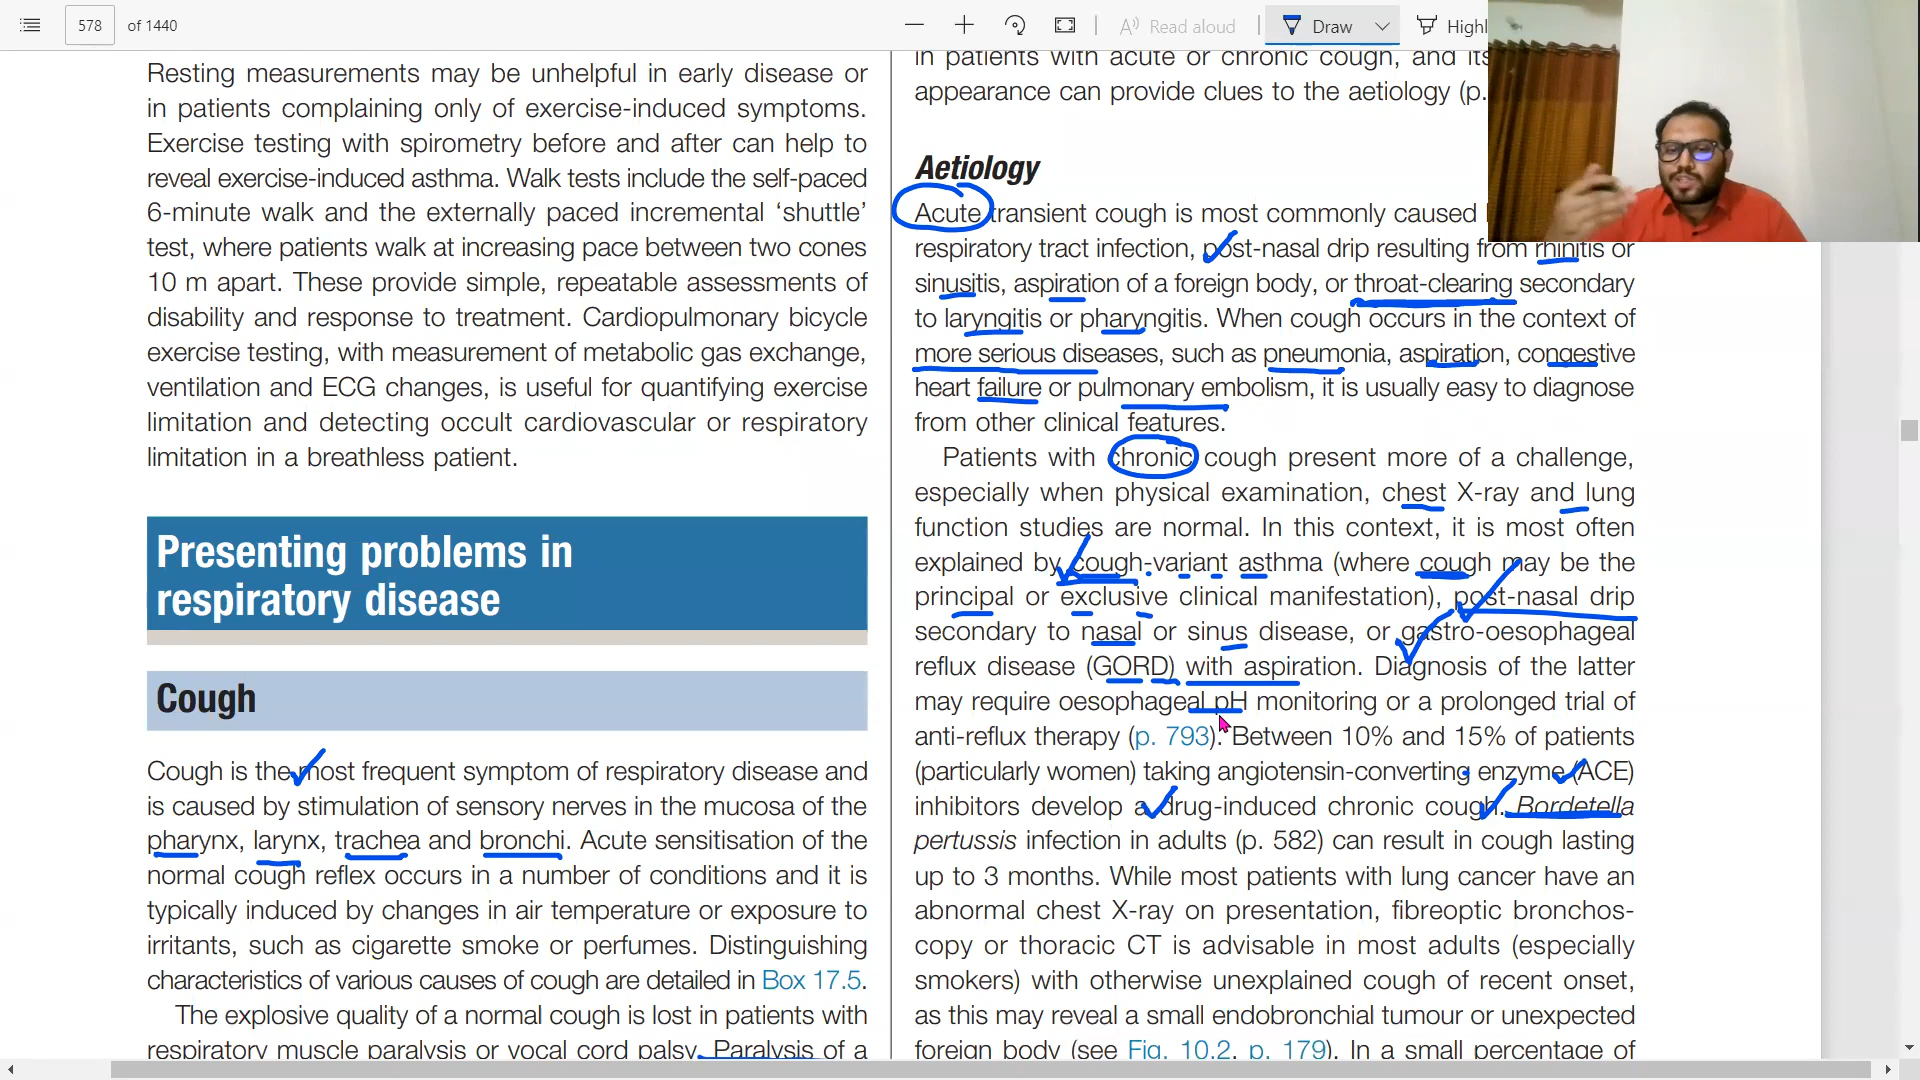 578 of 1440
Read aloud
Draw
Highl
Resting measurements may be unhelpful in early disease or
in patients complaining only of exercise-induced symptoms.
Exercise testing with spirometry before and after can help to
reveal exercise-induced asthma. Walk tests include the self-paced
6-minute walk and the externally paced incremental ‘shuttle’
test, where patients walk at increasing pace between two cones
10 m apart. These provide simple, repeatable assessments of
disability and response to treatment. Cardiopulmonary bicycle
exercise testing, with measurement of metabolic gas exchange,
ventilation and ECG changes, is useful for quantifying exercise
limitation and detecting occult cardiovascular or respiratory
limitation in a breathless patient.
Presenting problems in
respiratory disease
Cough
Cough is the most frequent symptom of respiratory disease and
is caused by stimulation of sensory nerves in the mucosa of the
pharynx, larynx, trachea and bronchi. Acute sensitisation of the
normal cough reflex occurs in a number of conditions and it is
typically induced by changes in air temperature or exposure to
irritants, such as cigarette smoke or perfumes. Distinguishing
characteristics of various causes of cough are detailed in Box 17.5.
The explosive quality of a normal cough is lost in patients with
respiratory muscle paralysis or vocal cord palsy. Paralysis of a
in patients with acute or chronic cough, and its
appearance can provide clues to the aetiology (p.
Aetiology
Acute transient cough is most commonly caused
respiratory tract infection, post-nasal drip resulting from rhinitis or
sinusitis, aspiration of a foreign body, or throat-clearing secondary
to laryngitis or pharyngitis. When cough occurs in the context of
more serious diseases, such as pneumonia, aspiration, congestive
heart failure or pulmonary embolism, it is usually easy to diagnose
from other clinical features.
Patients with chronic cough present more of a challenge,
especially when physical examination, chest X-ray and lung
function studies are normal. In this context, it is most often
explained by cough-variant asthma (where cough may be the
principal or exclusive clinical manifestation), post-nasal drip
secondary to nasal or sinus disease, or gastro-oesophageal
reflux disease (GORD) with aspiration. Diagnosis of the latter
may require oesophageal pH monitoring or a prolonged trial of
anti-reflux therapy (p. 793). Between 10% and 15% of patients
(particularly women) taking angiotensin-converting enzyme (ACE)
inhibitors develop a drug-induced chronic cough. Bordetella
pertussis infection in adults (p. 582) can result in cough lasting
up to 3 months. While most patients with lung cancer have an
abnormal chest X-ray on presentation, fibreoptic bronchos-
copy or thoracic CT is advisable in most adults (especially
smokers) with otherwise unexplained cough of recent onset,
as this may reveal a small endobronchial tumour or unexpected
foreign body (see Fig. 10.2, p. 179). In a small percentage of